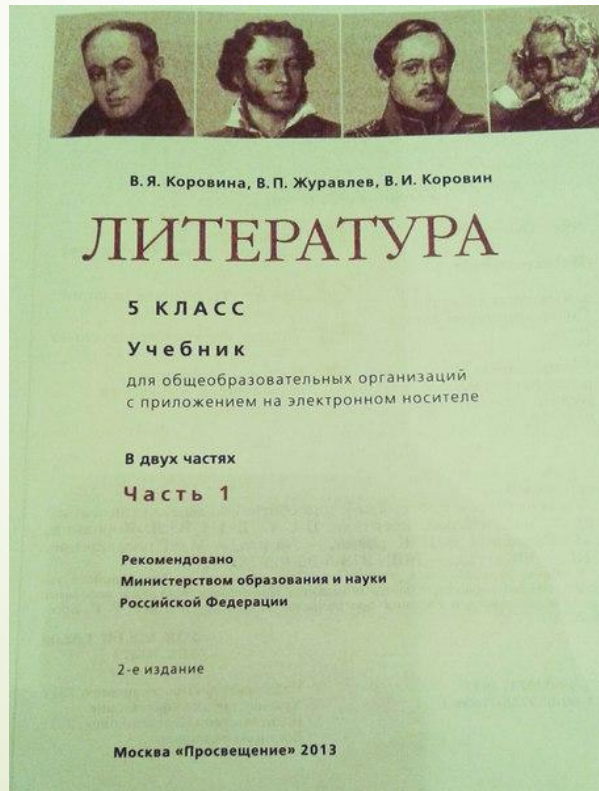 В. Я. Коровина, В. П. Журавлев, В. И. Коровин
ЛИТЕРАТУРА
5 КЛАСС
Учебник
для общеобразовательных организаций
с приложением на электронном носителе
В двух частях
Часть 1
Рекомендовано
Министерством образования и науки
Российской Федерации
2-е издание
Москва «Просвещение» 2013